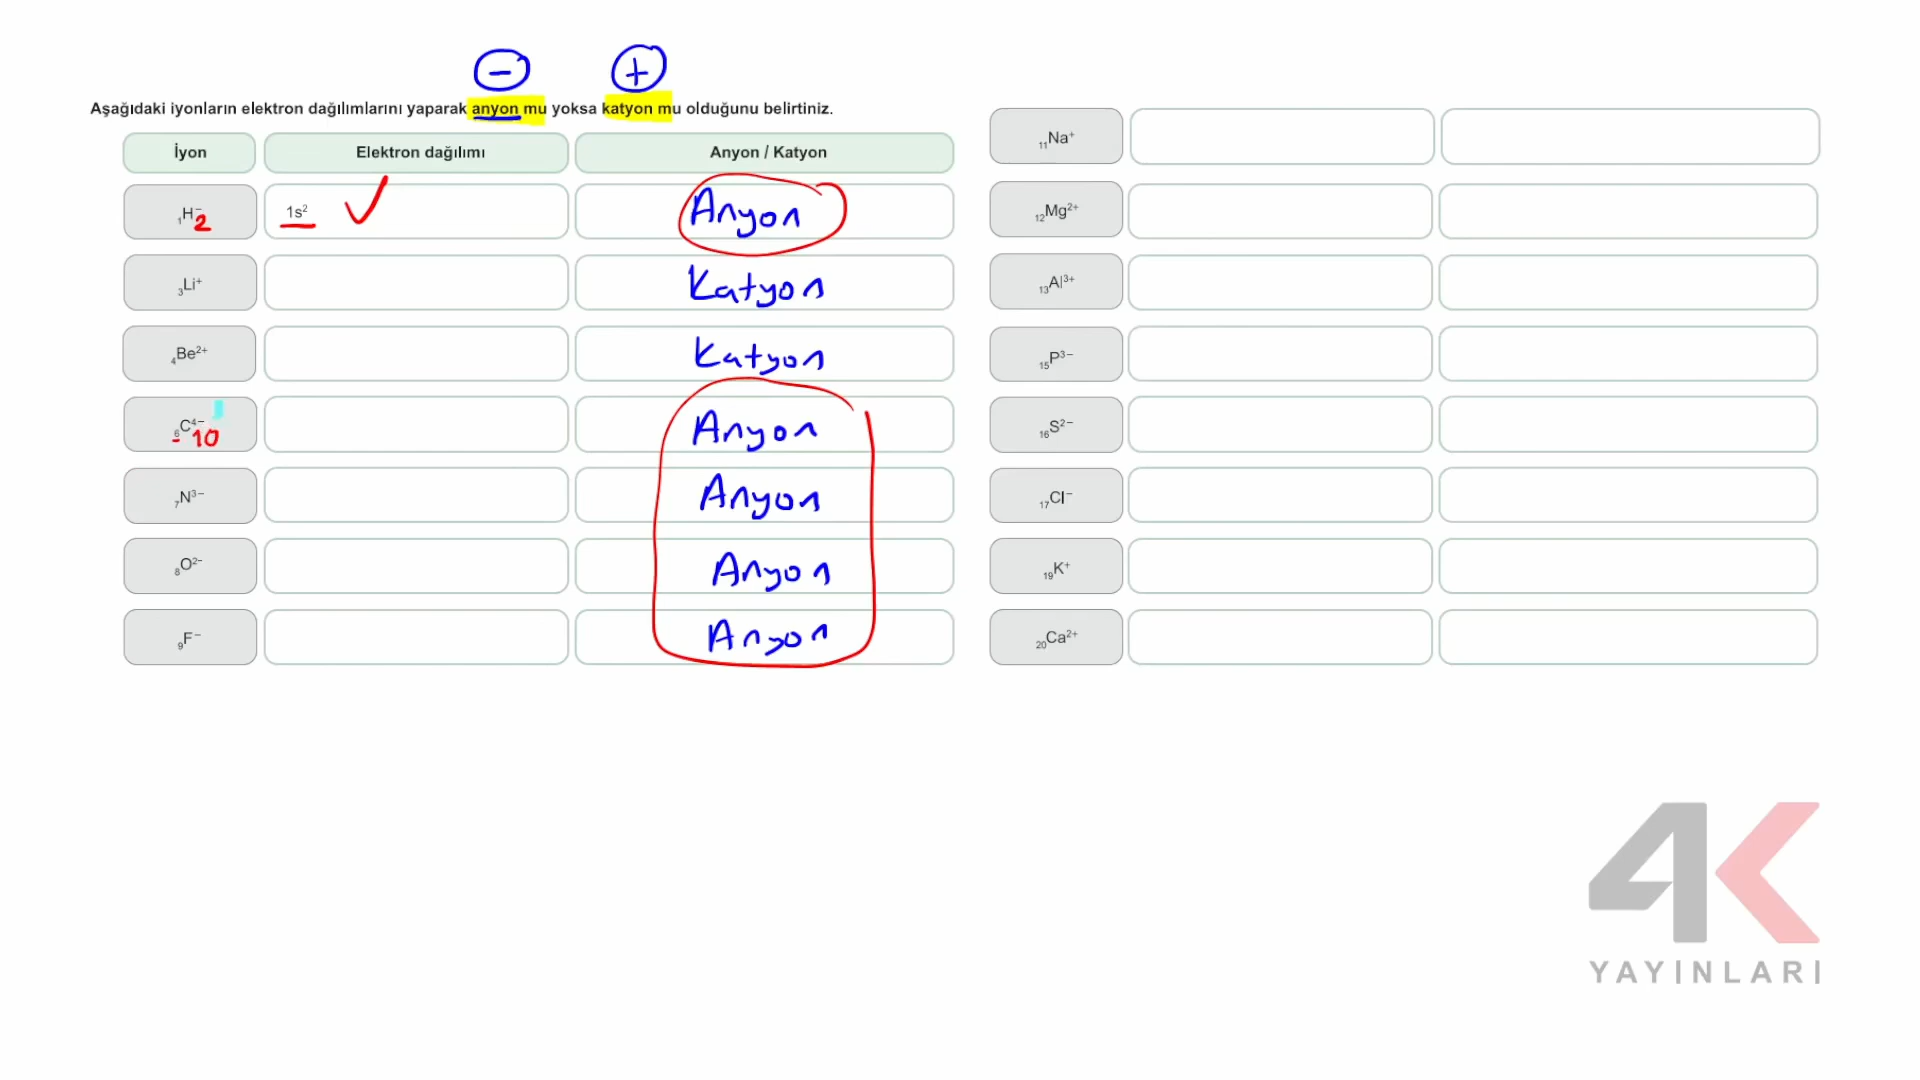 − +
Aşağıdaki iyonların elektron dağılımlarını yaparak anyon mu yoksa katyon mu olduğunu belirtiniz.
İyon Elektron dağılımı Anyon / Katyon
₁H⁻ 2 1s² ✓ Anyon
₃Li⁺ Katyon
₄Be²⁺ Katyon
₆C⁴⁻ 10 Anyon
₇N³⁻ Anyon
₈O²⁻ Anyon
₉F⁻ Anyon
₁₁Na⁺
₁₂Mg²⁺
₁₃Al³⁺
₁₅P³⁻
₁₆S²⁻
₁₇Cl⁻
₁₉K⁺
₂₀Ca²⁺
4K
YAYINLARI